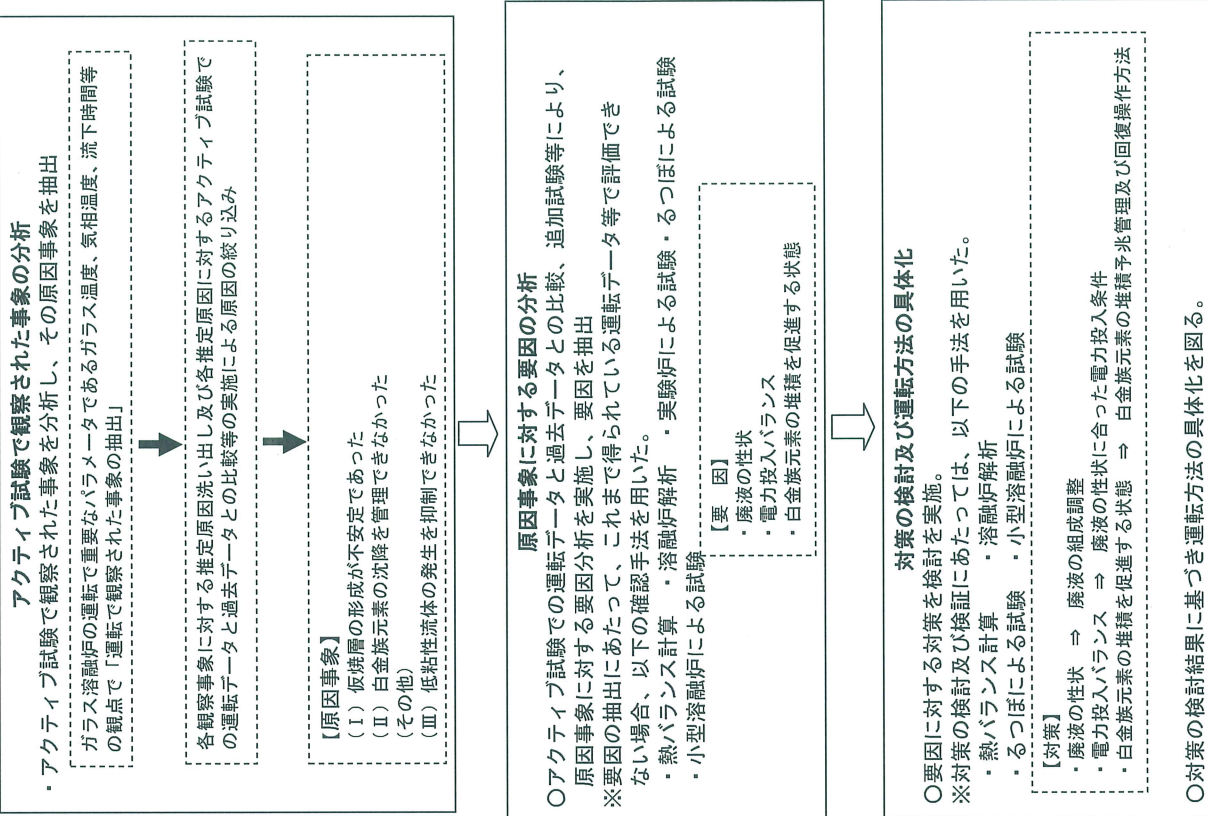 アクティブ試験で観察された事象の分析
・アクティブ試験で観察された事象を分析し、その原因事象を抽出
ガラス溶融炉の運転で重要なパラメータであるガラス温度、気相温度、流下時間等
の観点で「運転で観察された事象の抽出」
各観察事象に対する推定原因洗い出し及び各推定原因に対するアクティブ試験で
の運転データと過去データとの比較等の実施による原因の絞り込み
【原因事象】
(Ⅰ) 仮焼層の形成が不安定であった
(Ⅱ) 白金族元素の沈降を管理できなかった
(その他)
(Ⅲ) 低粘性流体の発生を抑制できなかった
原因事象に対する要因の分析
○アクティブ試験での運転データと過去データとの比較、追加試験等により、
原因事象に対する要因分析を実施し、要因を抽出
※要因の抽出にあたって、これまで得られている運転データ等で評価でき
ない場合、以下の確認手法を用いた。
・熱バランス計算 ・溶融炉解析 ・実験炉による試験・るつぼによる試験
・小型溶融炉による試験
【要 因】
・廃液の性状
・電力投入バランス
・白金族元素の堆積を促進する状態
対策の検討及び運転方法の具体化
○要因に対する対策を検討を実施。
※対策の検討及び検証にあたっては、以下の手法を用いた。
・熱バランス計算 ・溶融炉解析
・るつぼによる試験 ・小型溶融炉による試験
【対策】
・廃液の性状 ⇒ 廃液の組成調整
・電力投入バランス ⇒ 廃液の性状に合った電力投入条件
・白金族元素の堆積を促進する状態 ⇒ 白金族元素の堆積予兆管理及び回復操作方法
○対策の検討結果に基づき運転方法の具体化を図る。